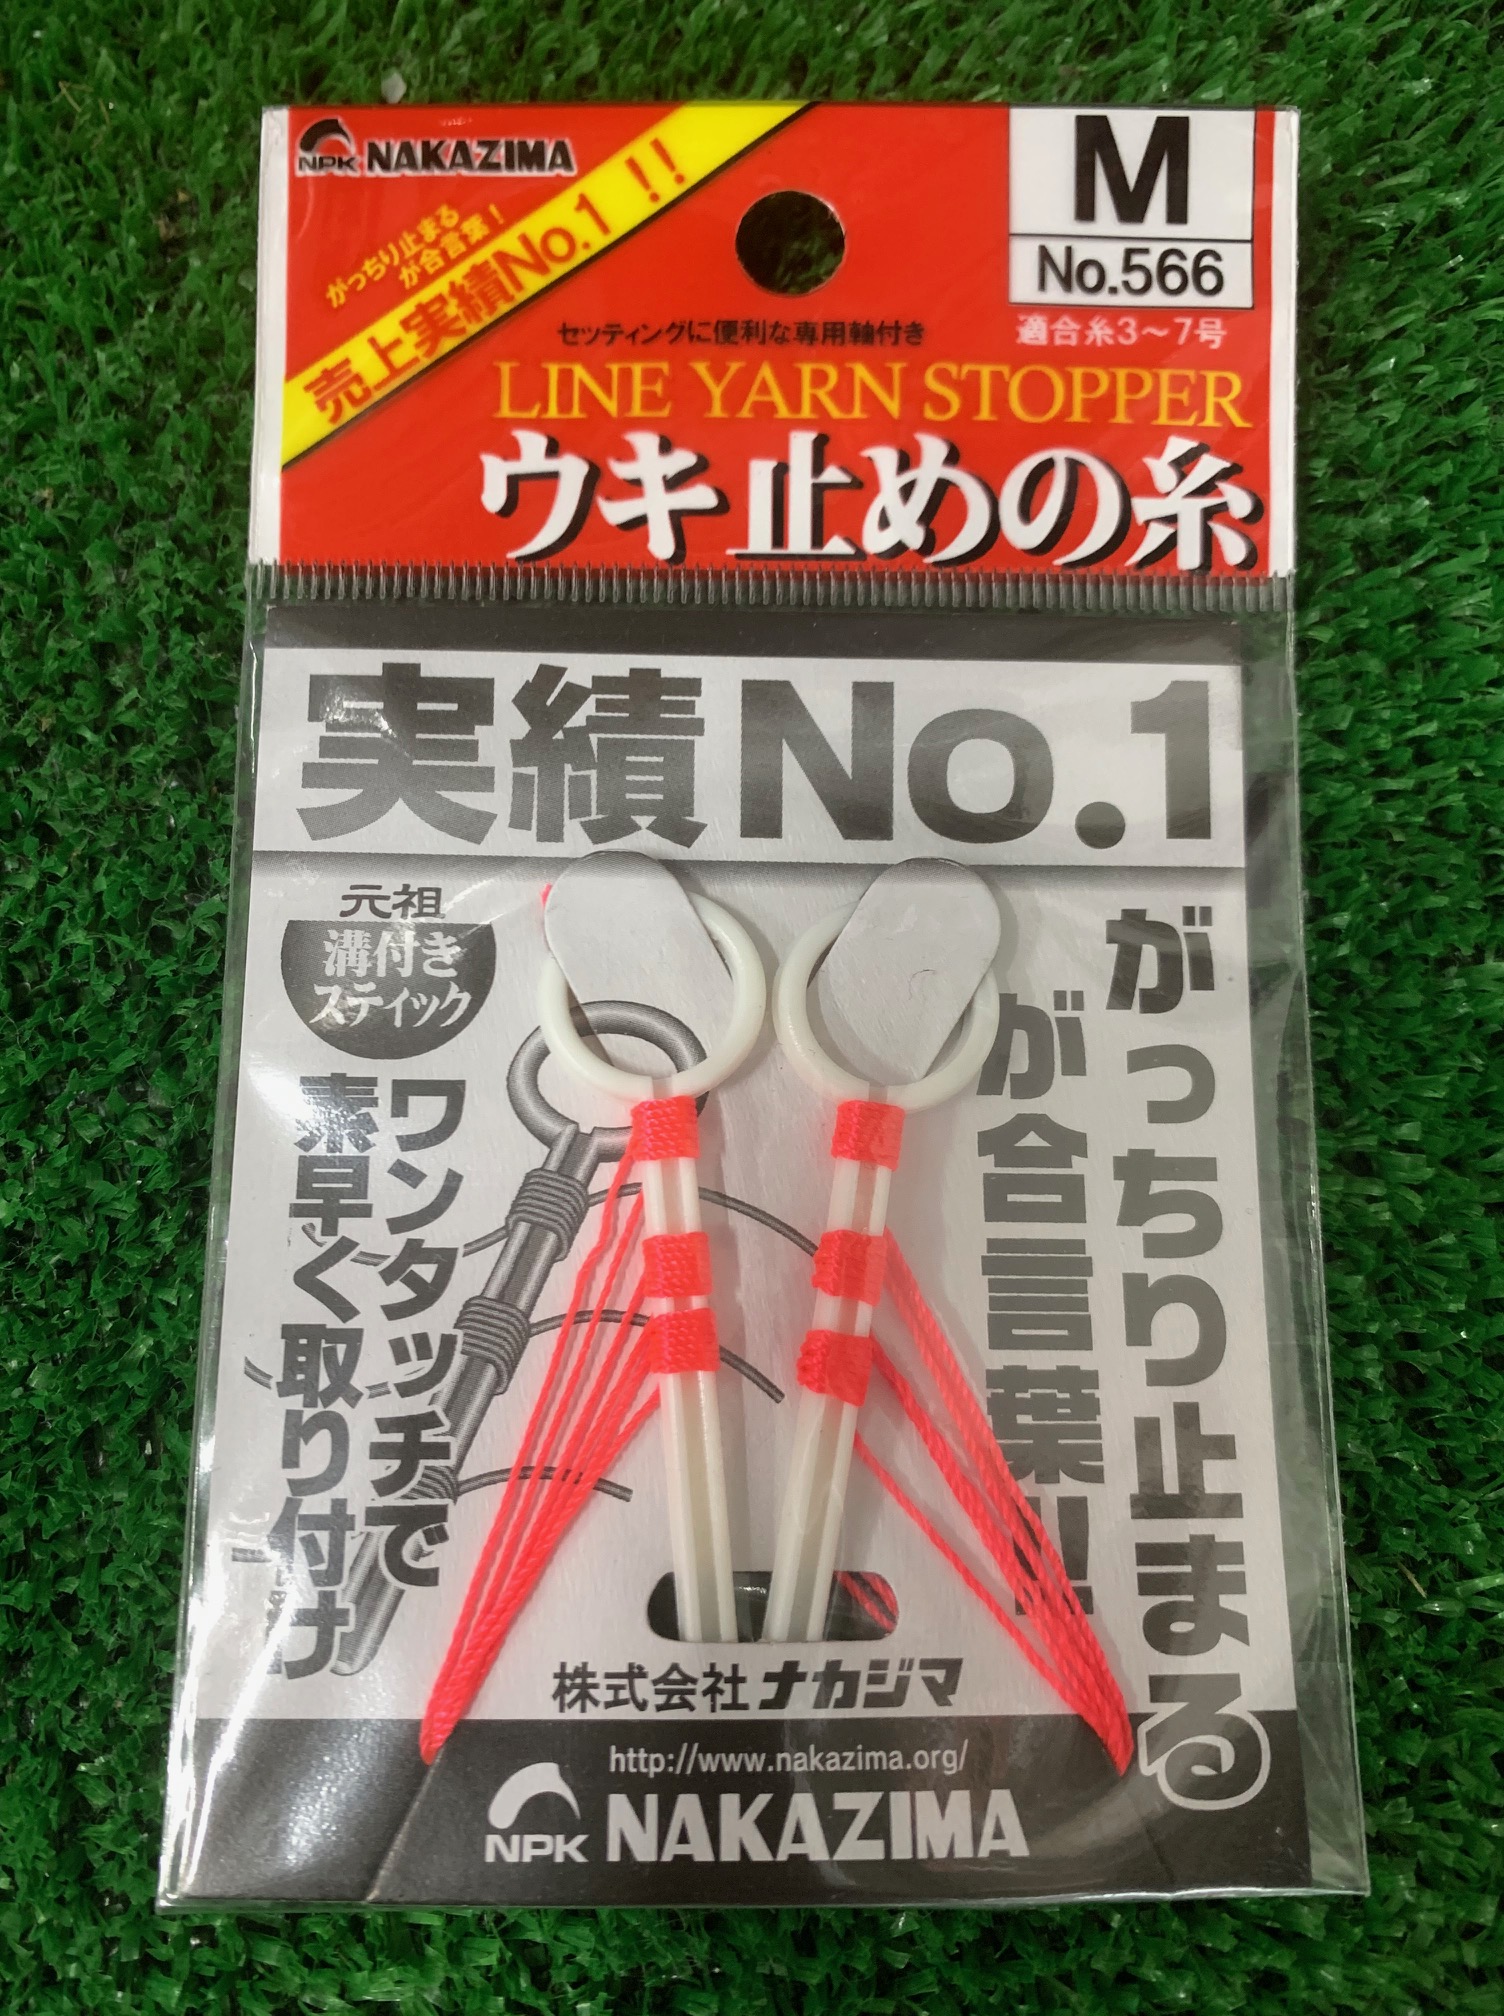 NPK NAKAZIMA
がっちり止まる
が合言葉!
売上実績No.1 !!
M
No.566
適合糸3〜7号
セッティングに便利な専用軸付き
LINE YARN STOPPER
ウキ止めの糸
実績No.1
元祖
溝付き
スティック
ワンタッチで
素早く取り付け
がっちり止まる
が合言葉!!
株式会社ナカジマ
http://www.nakazima.org/
NPK NAKAZIMA